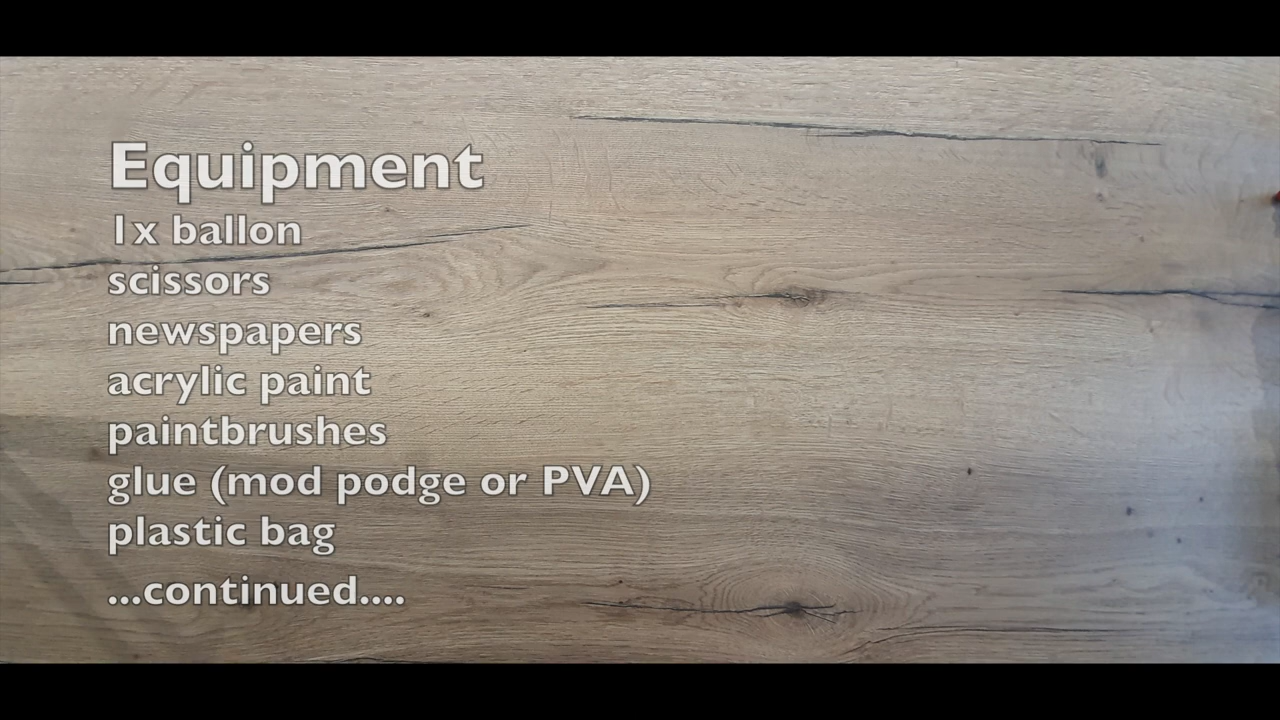 Equipment
1x ballon
scissors
newspapers
acrylic paint
paintbrushes
glue (mod podge or PVA)
plastic bag
...continued....